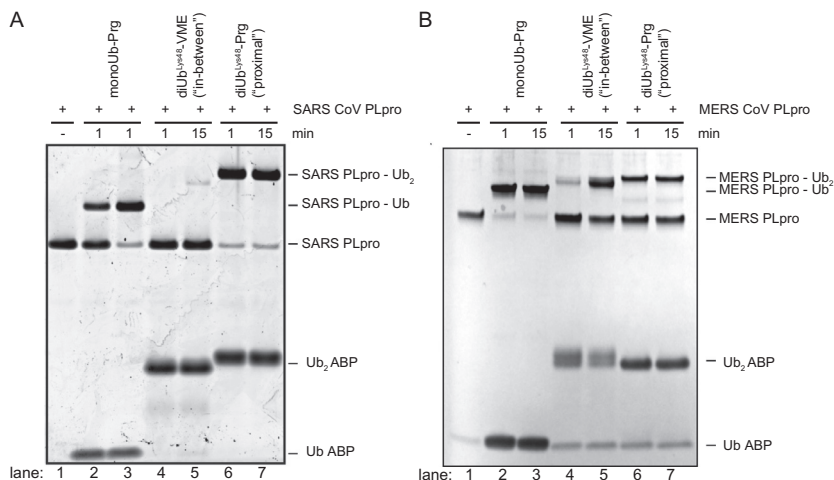 A
monoUb-Prg
diUbLys48-VME
("in-between")
diUbLys48-Prg
("proximal")
+ + + + + + + SARS CoV PLpro
- 1 1 1 15 1 15 min
SARS PLpro - Ub2
SARS PLpro - Ub
SARS PLpro
Ub2 ABP
Ub ABP
lane: 1 2 3 4 5 6 7
B
monoUb-Prg
diUbLys48-VME
("in-between")
diUbLys48-Prg
("proximal")
+ + + + + + + MERS CoV PLpro
- 1 15 1 15 1 15 min
MERS PLpro - Ub2
MERS PLpro - Ub
MERS PLpro
Ub2 ABP
Ub ABP
lane: 1 2 3 4 5 6 7